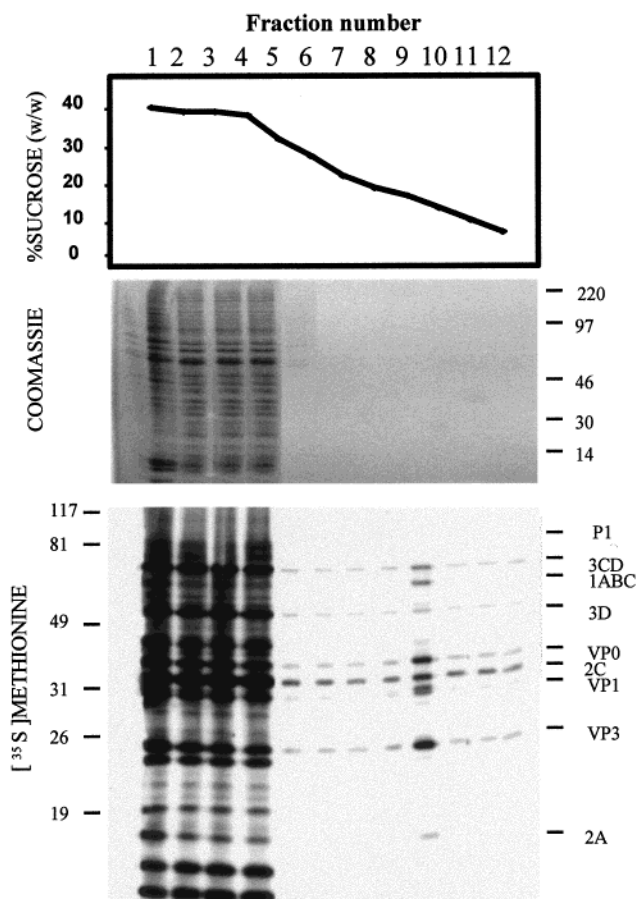 Fraction number
1 2 3 4 5 6 7 8 9 10 11 12
%SUCROSE (w/w)
40
30
20
10
0
COOMASSIE
220
97
46
30
14
[ 35 S ]METHIONINE
117
81
49
31
26
19
P1
3CD
1ABC
3D
VP0
2C
VP1
VP3
2A